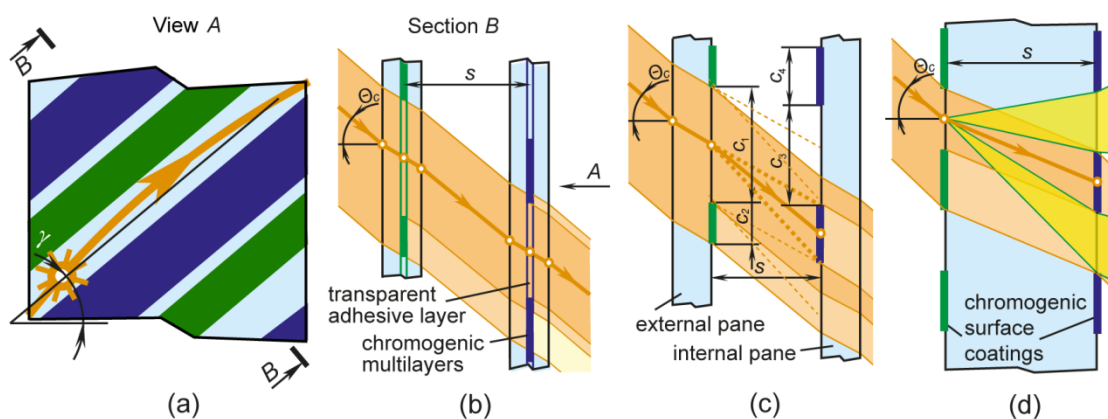 View A
B
γ
B
(a)
Section B
Θc
s
A
transparent
adhesive layer
chromogenic
multilayers
(b)
Θc
c₁
c₂
c₃
c₄
s
external pane
internal pane
(c)
Θc
s
chromogenic
surface
coatings
(d)